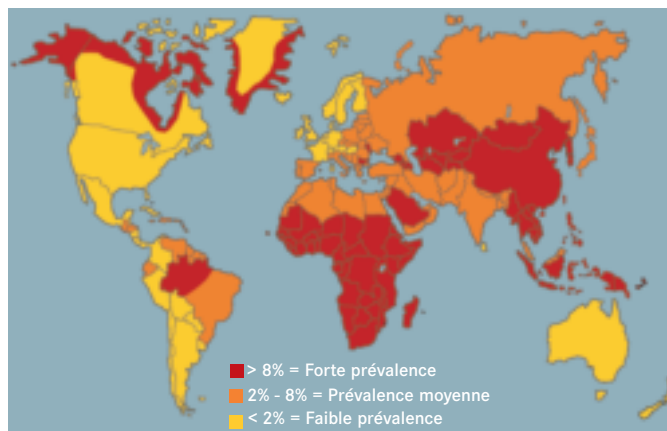 > 8% = Forte prévalence
2% - 8% = Prévalence moyenne
< 2% = Faible prévalence